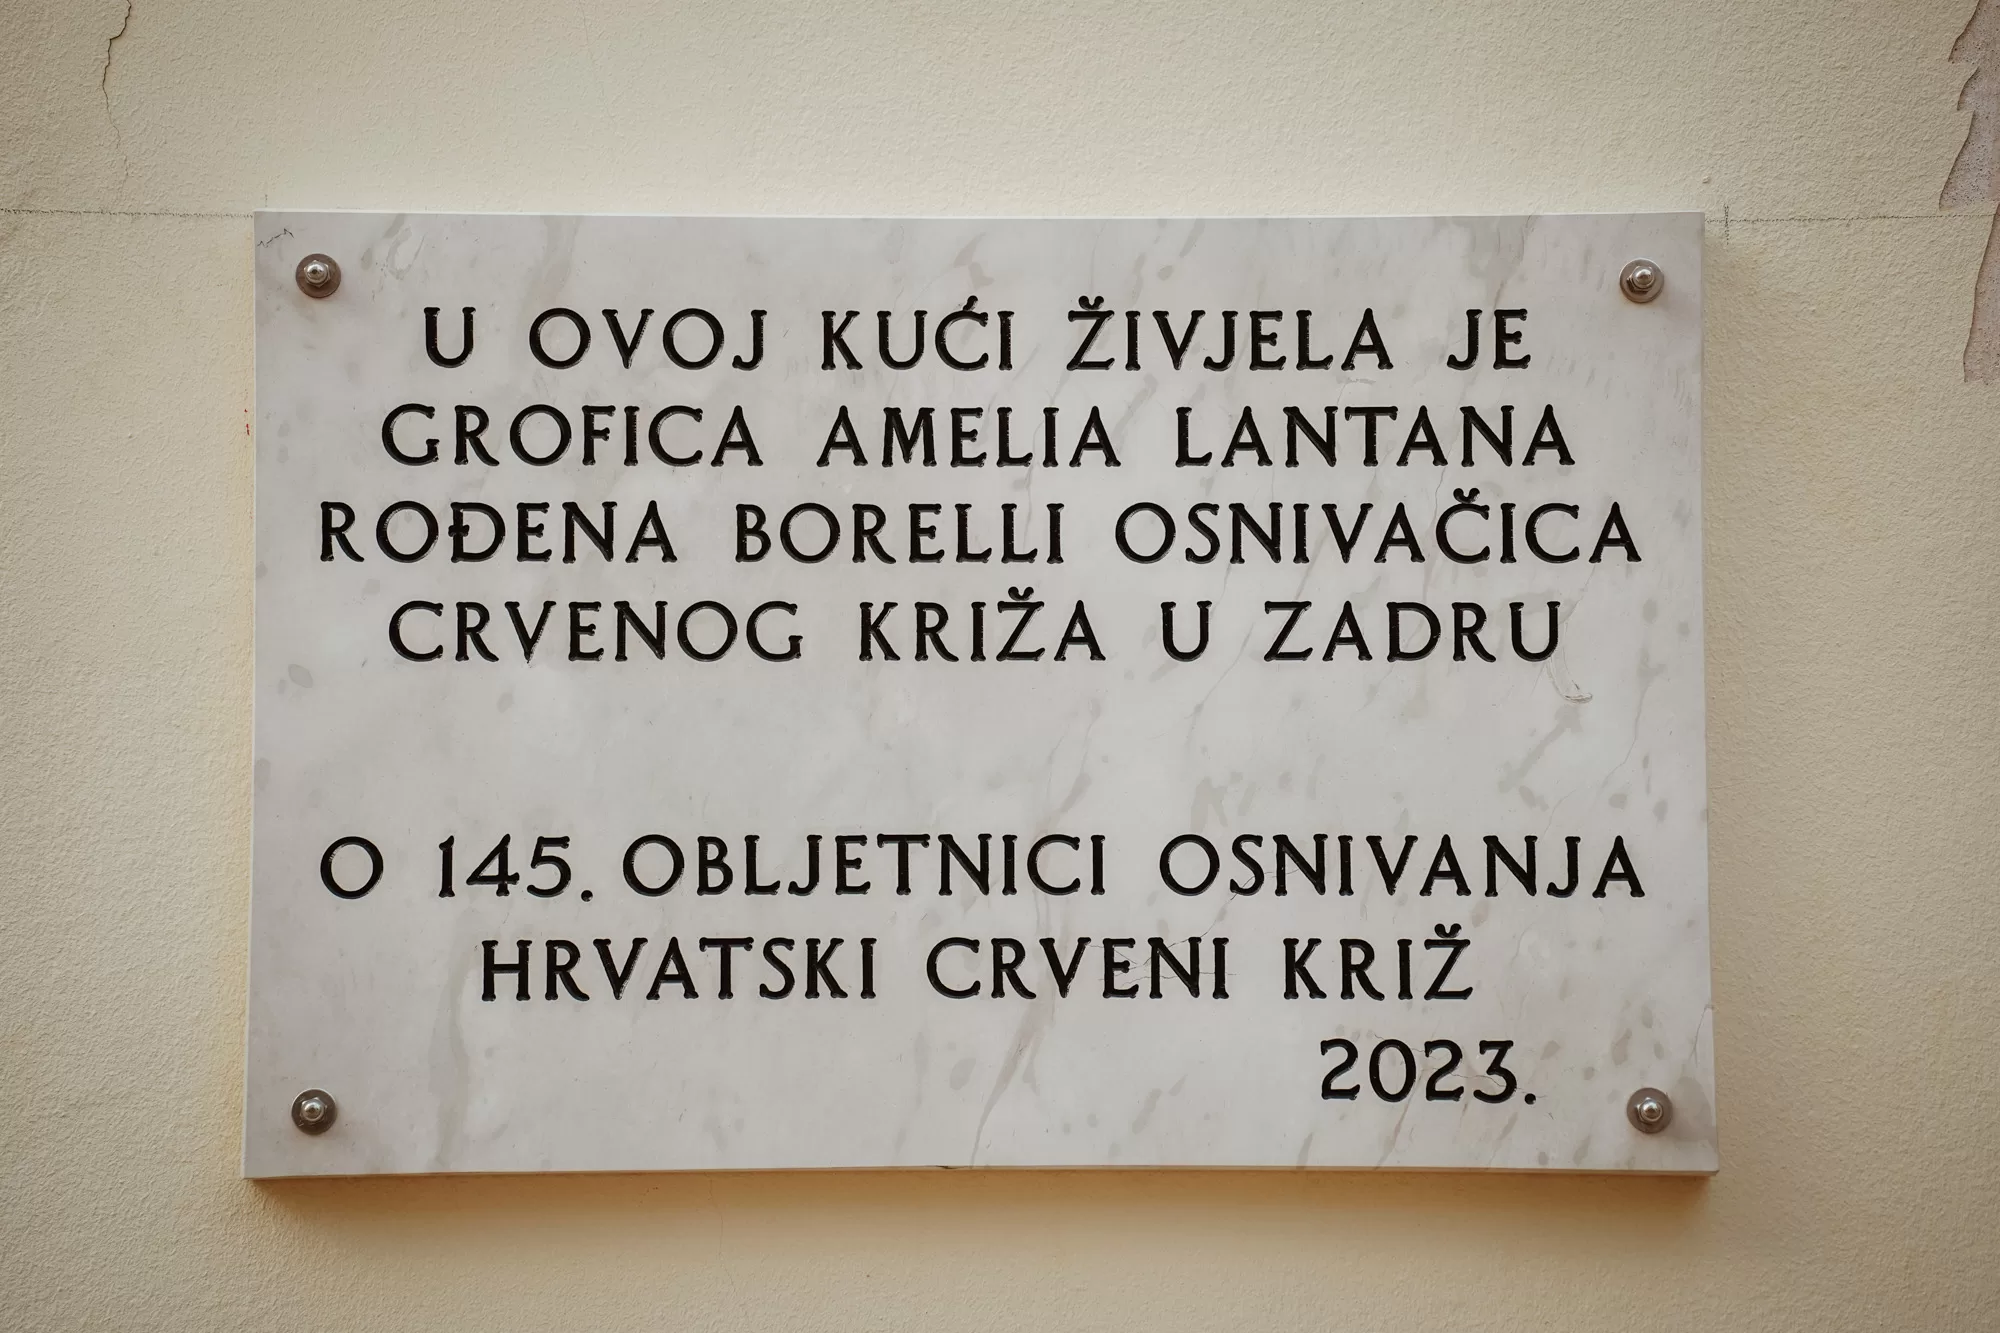 U OVOJ KUĆI ŽIVJELA JE
GROFICA AMELIA LANTANA
ROĐENA BORELLI OSNIVAČICA
CRVENOG KRIŽA U ZADRU
O 145. OBLJETNICI OSNIVANJA
HRVATSKI CRVENI KRIŽ
2023.